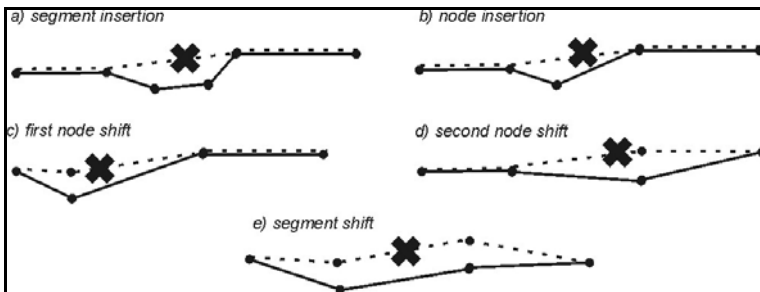 a) segment insertion
b) node insertion
c) first node shift
d) second node shift
e) segment shift